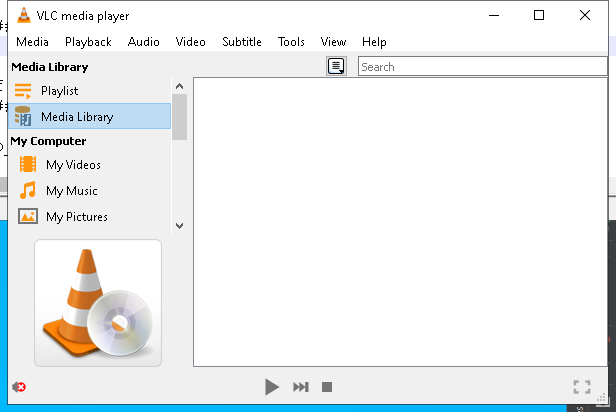 VLC media player
Media Playback Audio Video Subtitle Tools View Help
Media Library
Search
Playlist
Media Library
My Computer
My Videos
My Music
My Pictures